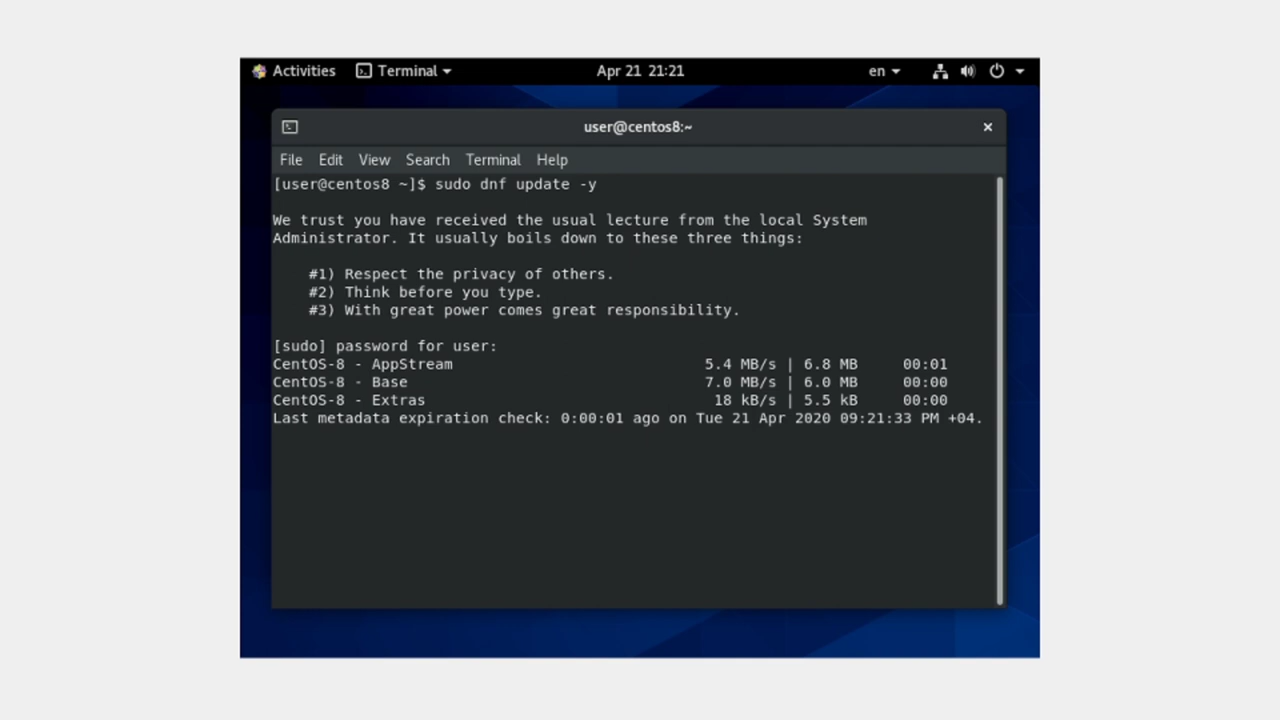 Activities Terminal Apr 21 21:21 en
user@centos8:~
File Edit View Search Terminal Help
[user@centos8 ~]$ sudo dnf update -y
We trust you have received the usual lecture from the local System
Administrator. It usually boils down to these three things:
#1) Respect the privacy of others.
#2) Think before you type.
#3) With great power comes great responsibility.
[sudo] password for user:
CentOS-8 - AppStream 5.4 MB/s | 6.8 MB 00:01
CentOS-8 - Base 7.0 MB/s | 6.0 MB 00:00
CentOS-8 - Extras 18 kB/s | 5.5 kB 00:00
Last metadata expiration check: 0:00:01 ago on Tue 21 Apr 2020 09:21:33 PM +04.